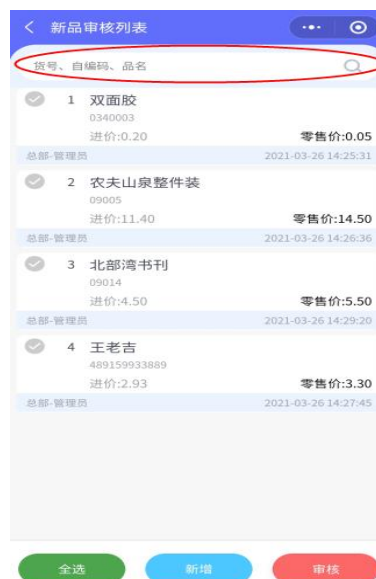 新品审核列表
货号、自编码、品名
1 双面胶
0340003
进价:0.20 零售价:0.05
总部-管理员 2021-03-26 14:25:31
2 农夫山泉整件装
09005
进价:11.40 零售价:14.50
总部-管理员 2021-03-26 14:26:36
3 北部湾书刊
09014
进价:4.50 零售价:5.50
总部-管理员 2021-03-26 14:29:20
4 王老吉
489159933889
进价:2.93 零售价:3.30
总部-管理员 2021-03-26 14:27:45
全选 新增 审核